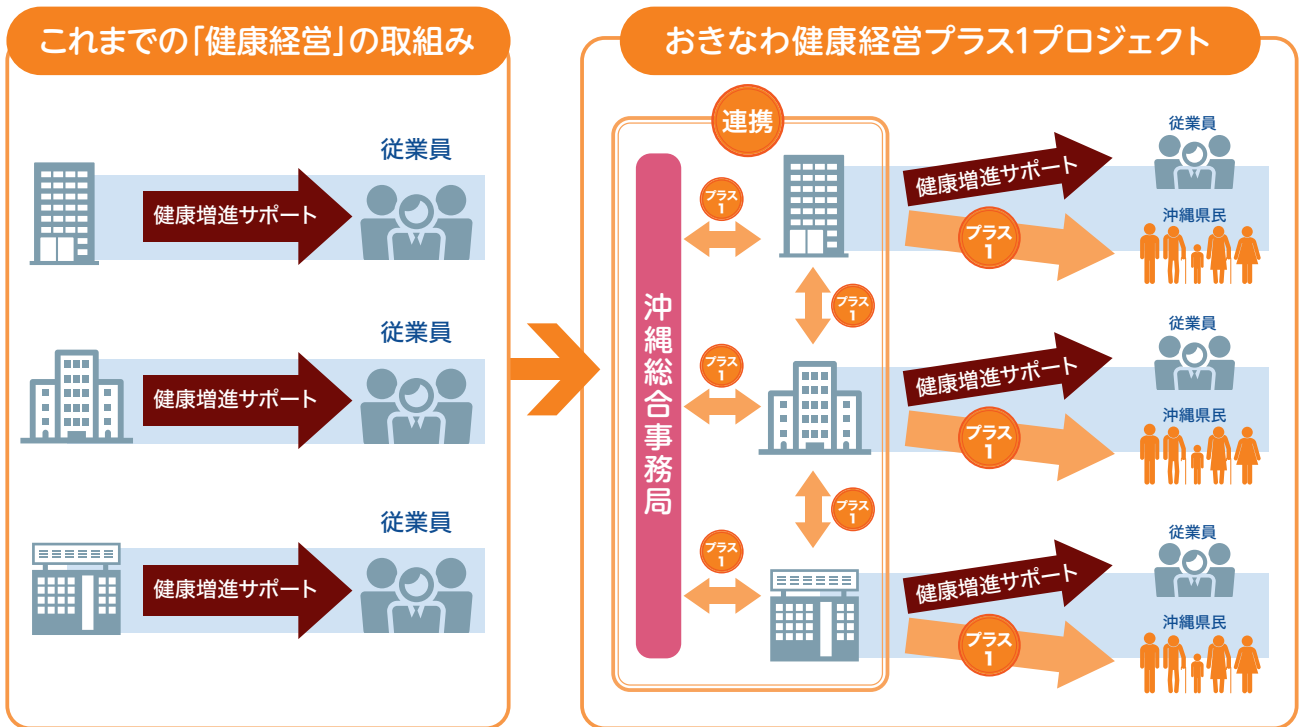 これまでの「健康経営」の取組み
従業員
健康増進サポート
従業員
健康増進サポート
従業員
健康増進サポート
おきなわ健康経営プラス1プロジェクト
連携
沖縄総合事務局
プラス
1
プラス
1
プラス
1
プラス
1
プラス
1
健康増進サポート
従業員
プラス
1
沖縄県民
健康増進サポート
従業員
プラス
1
沖縄県民
健康増進サポート
従業員
プラス
1
沖縄県民